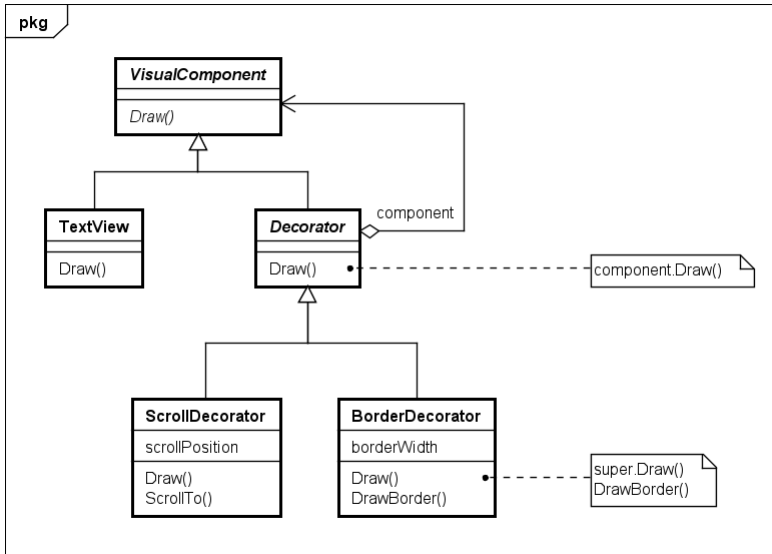 pkg
VisualComponent
Draw()
TextView
Draw()
Decorator
Draw()
component
component.Draw()
ScrollDecorator
scrollPosition
Draw()
ScrollTo()
BorderDecorator
borderWidth
Draw()
DrawBorder()
super.Draw()
DrawBorder()